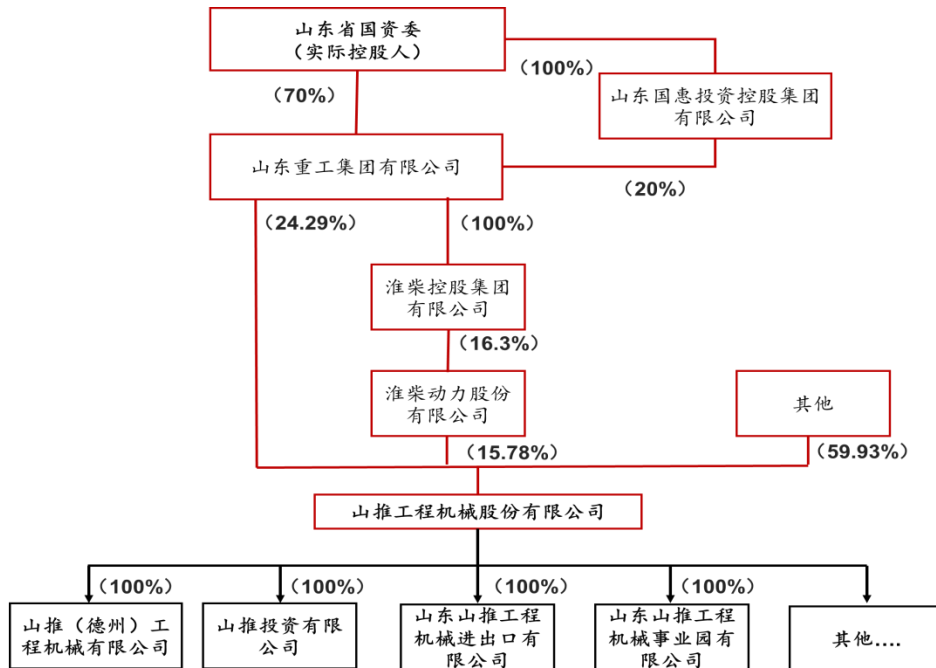 山东省国资委
（实际控股人）
（100%）
（70%）
山东国惠投资控股集团
有限公司
山东重工集团有限公司
（20%）
（24.29%）
（100%）
淮柴控股集团
有限公司
（16.3%）
淮柴动力股份
有限公司
其他
（15.78%）
（59.93%）
山推工程机械股份有限公司
（100%）
（100%）
（100%）
（100%）
山推（德州）工
程机械有限公司
山推投资有限
公司
山东山推工程
机械进出口有
限公司
山东山推工程
机械事业园有
限公司
其他....